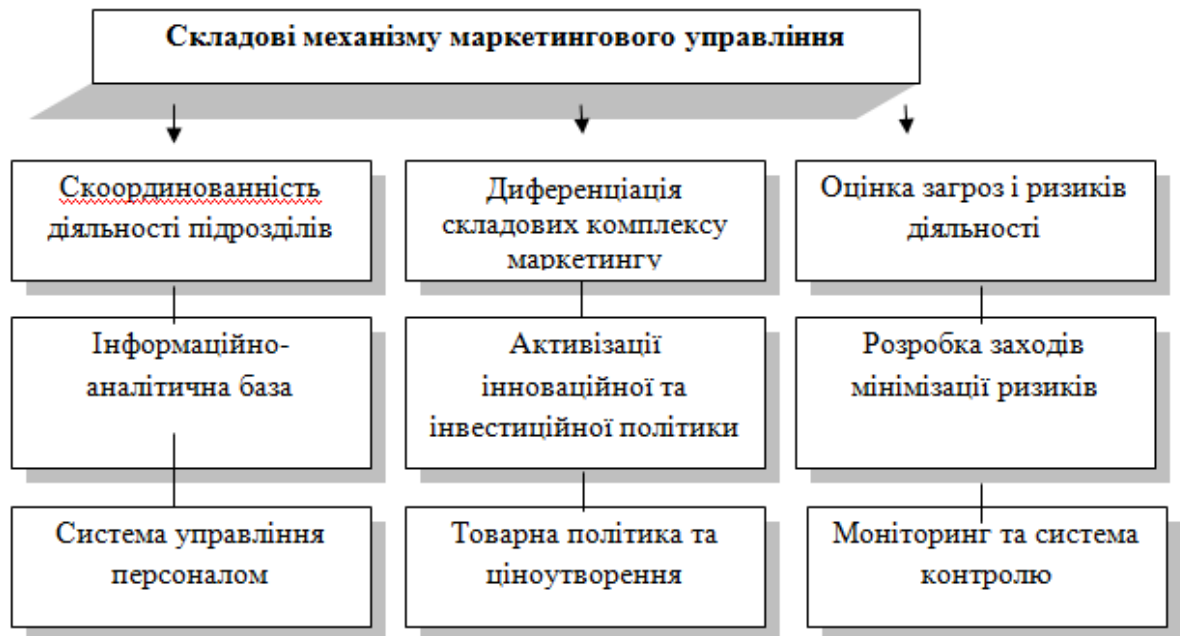 Складові механізму маркетингового управління
Скоординованність
діяльності підрозділів
Диференціація
складових комплексу
маркетингу
Оцінка загроз і ризиків
діяльності
Інформаційно-
аналітична база
Активізації
інноваційної та
інвестиційної політики
Розробка заходів
мінімізації ризиків
Система управління
персоналом
Товарна політика та
ціноутворення
Моніторинг та система
контролю